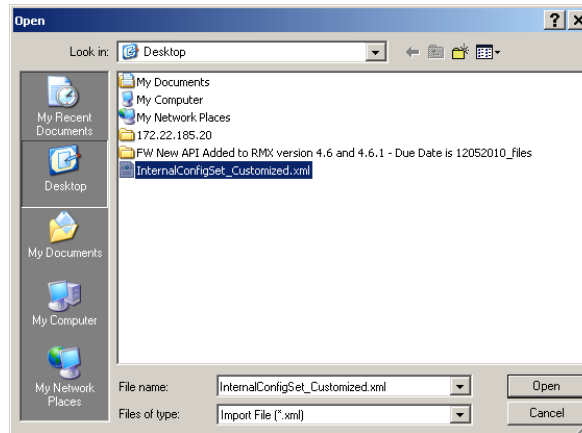 Open
Look in:
Desktop
My Recent
Documents
Desktop
My Documents
My Computer
My Network
Places
My Documents
My Computer
My Network Places
172.22.185.20
FW New API Added to RMX version 4.6 and 4.6.1 - Due Date is 12052010_files
InternalConfigSet_Customized.xml
File name:
InternalConfigSet_Customized.xml
Open
Files of type:
Import File (*.xml)
Cancel